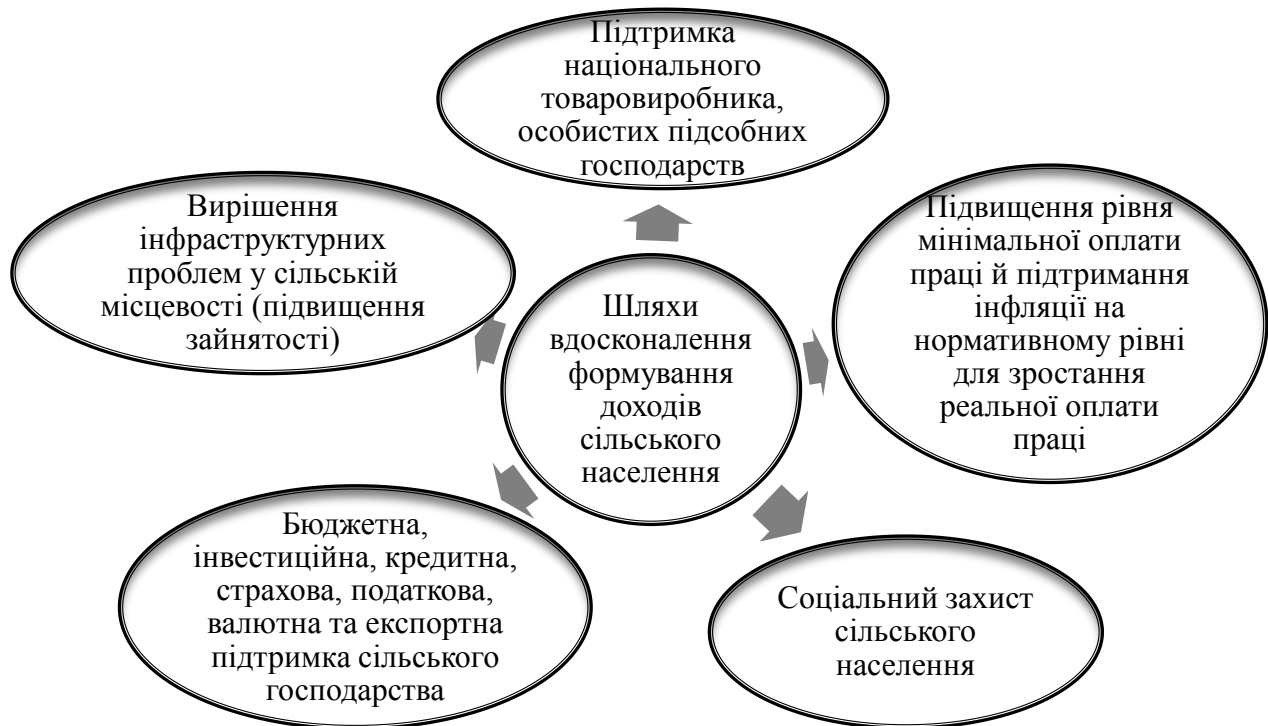 Підтримка
національного
товаровиробника,
особистих підсобних
господарств
Вирішення
інфраструктурних
проблем у сільській
місцевості (підвищення
зайнятості)
Підвищення рівня
мінімальної оплати
праці й підтримання
інфляції на
нормативному рівні
для зростання
реальної оплати
праці
Шляхи
вдосконалення
формування
доходів
сільського
населення
Бюджетна,
інвестиційна, кредитна,
страхова, податкова,
валютна та експортна
підтримка сільського
господарства
Соціальний захист
сільського
населення